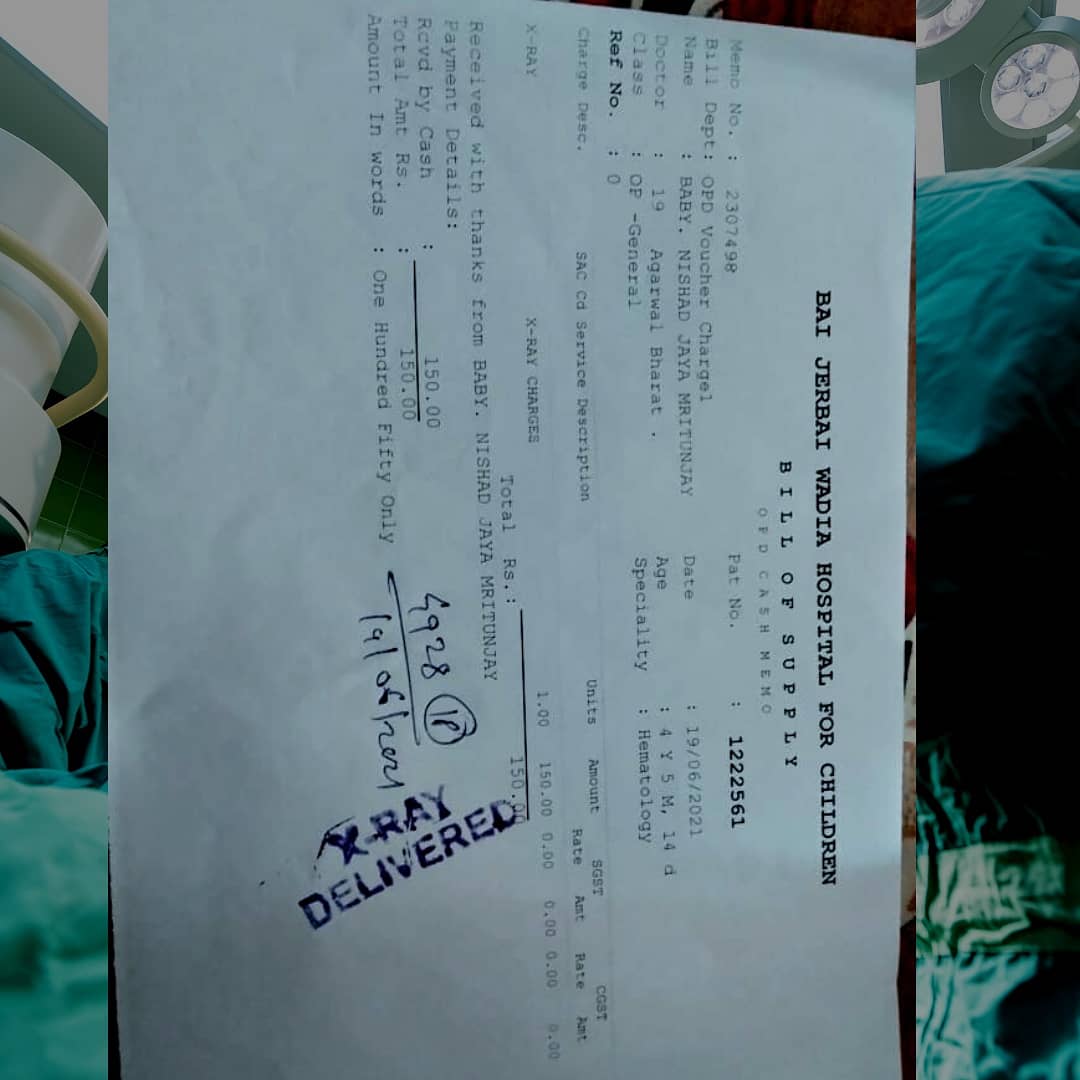 BAI JERBAI WADIA HOSPITAL FOR CHILDREN
BILL OF SUPPLY
OPD CASH MEMO
Memo No. : 2307498 Pat No. : 1222561
Bill Dept: OPD Voucher Charge1
Name : BABY. NISHAD JAYA MRITUNJAY Date : 19/06/2021
Doctor : 19 Agarwal Bharat . Age : 4 Y 5 M, 14 d
Class : OP -General Speciality : Hematology
Ref No. : 0
SGST CGST
Charge Desc. SAC Cd Service Description Units Amount Rate Amt Rate Amt
X-RAY X-RAY CHARGES 1.00 150.00 0.00 0.00 0.00 0.00
Total Rs.: 150.00
Received with thanks from BABY. NISHAD JAYA MRITUNJAY
Payment Details:
Rcvd by Cash : 150.00
Total Amt Rs. : 150.00
Amount In words : One Hundred Fifty Only
4928 1P
X-RAY
DELIVERED